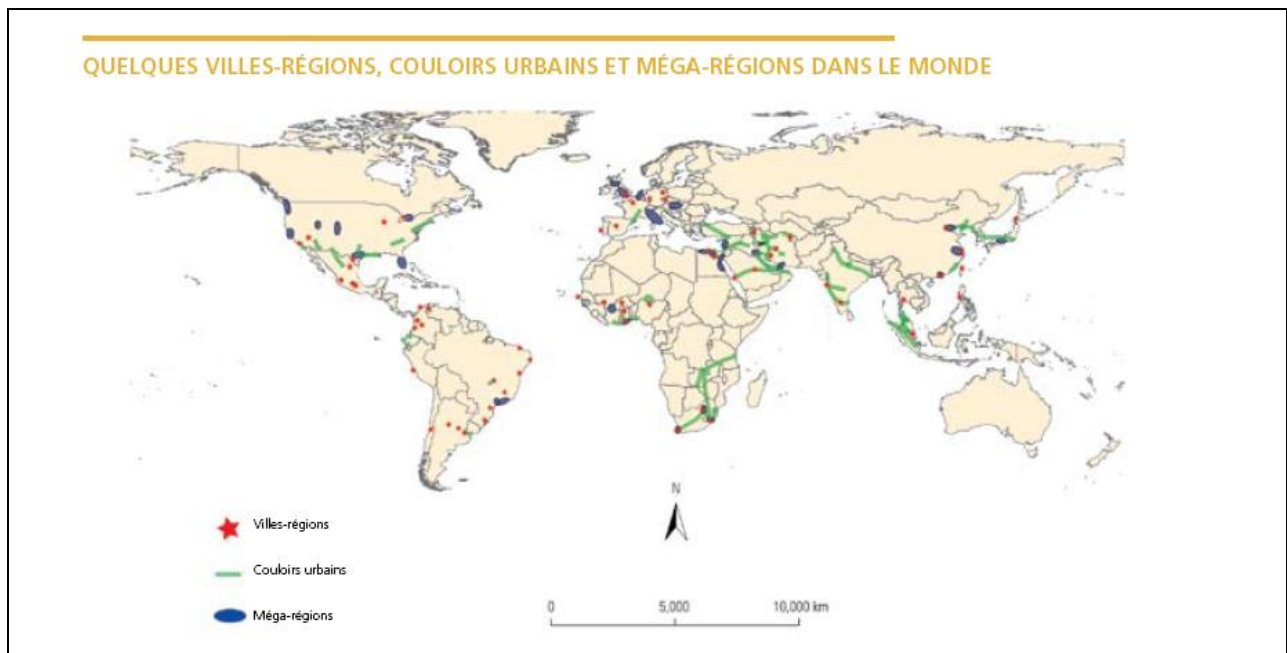 QUELQUES VILLES-RÉGIONS, COULOIRS URBAINS ET MÉGA-RÉGIONS DANS LE MONDE
N
Villes-régions
Couloirs urbains
Méga-régions
0 5,000 10,000 km